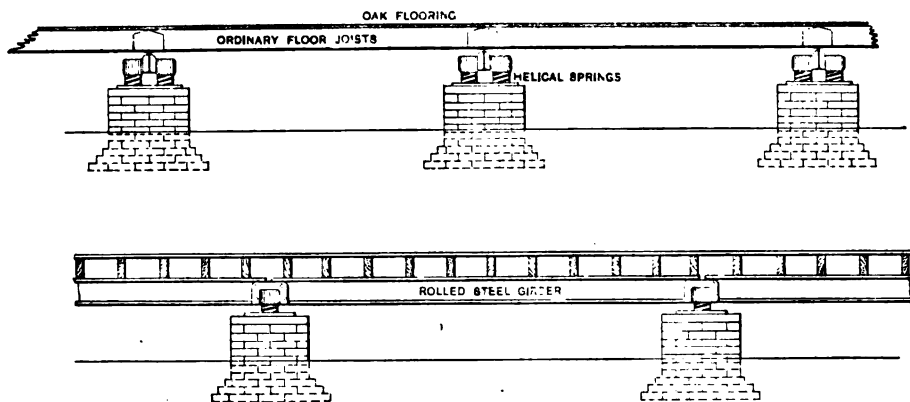 OAK FLOORING
ORDINARY FLOOR JOISTS
HELICAL SPRINGS
ROLLED STEEL GIRDER